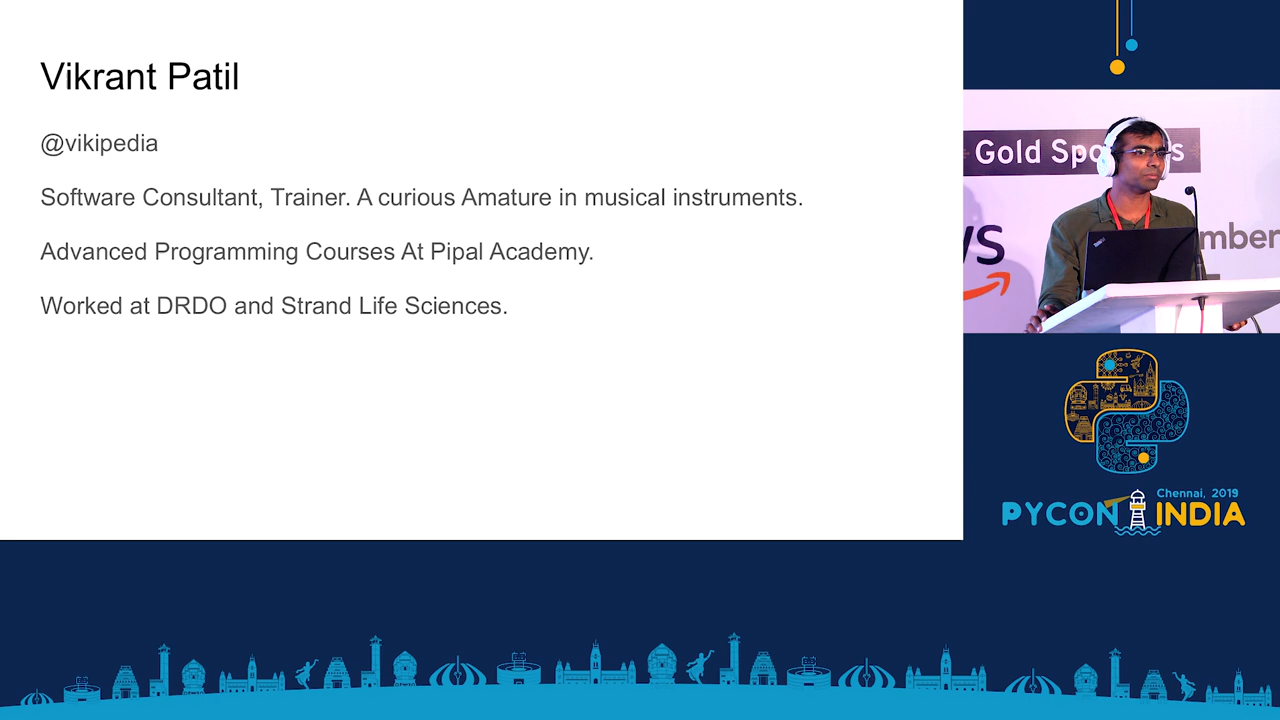 Vikrant Patil
@vikipedia
Software Consultant, Trainer. A curious Amature in musical instruments.
Advanced Programming Courses At Pipal Academy.
Worked at DRDO and Strand Life Sciences.
Gold Spo s
mber
Chennai, 2019
PYCON INDIA